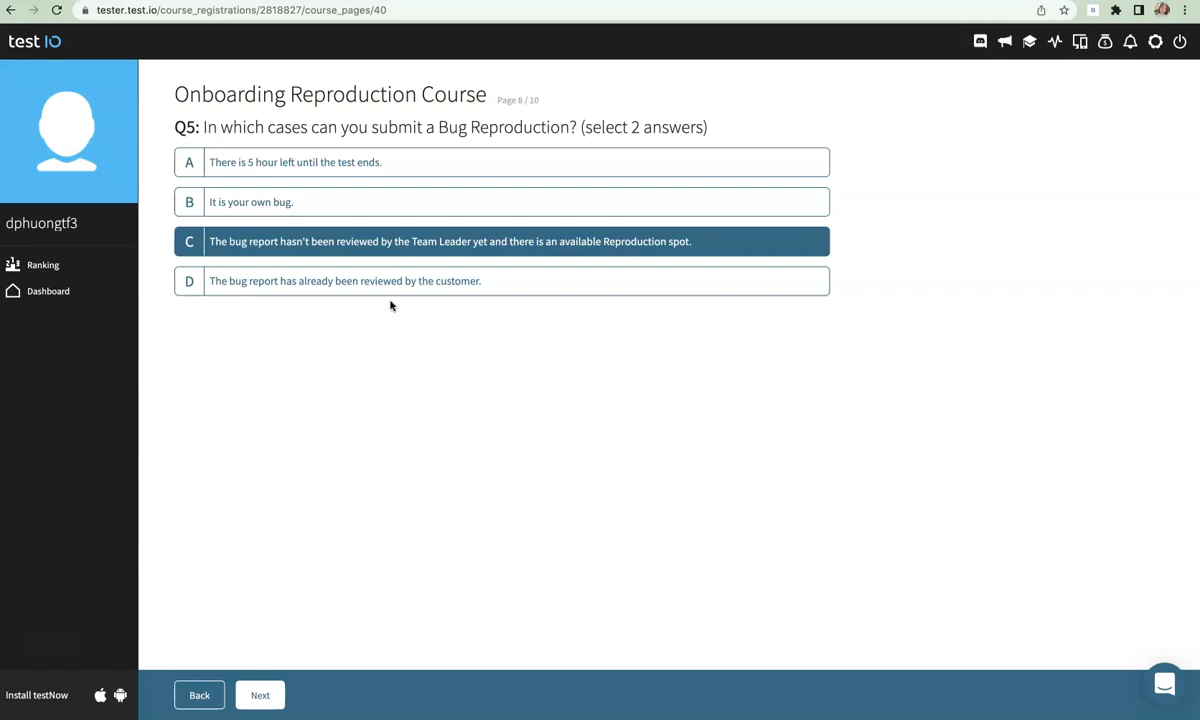 tester.test.io/course_registrations/2818827/course_pages/40
test IO
Onboarding Reproduction Course Page 8 / 10
Q5: In which cases can you submit a Bug Reproduction? (select 2 answers)
A There is 5 hour left until the test ends.
B It is your own bug.
C The bug report hasn't been reviewed by the Team Leader yet and there is an available Reproduction spot.
D The bug report has already been reviewed by the customer.
dphuongtf3
Ranking
Dashboard
Install testNow
Back
Next